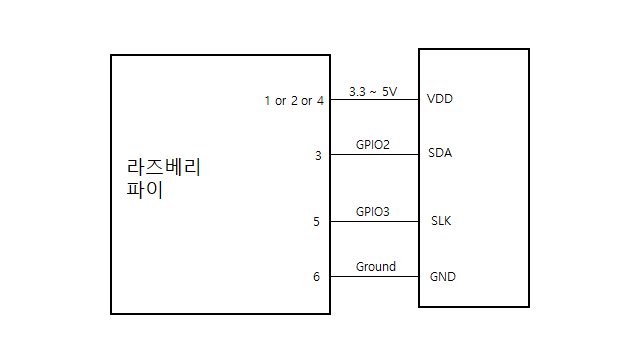 1 or 2 or 4
3.3 ~ 5V
VDD
3
GPIO2
SDA
라즈베리
파이
5
GPIO3
SLK
6
Ground
GND